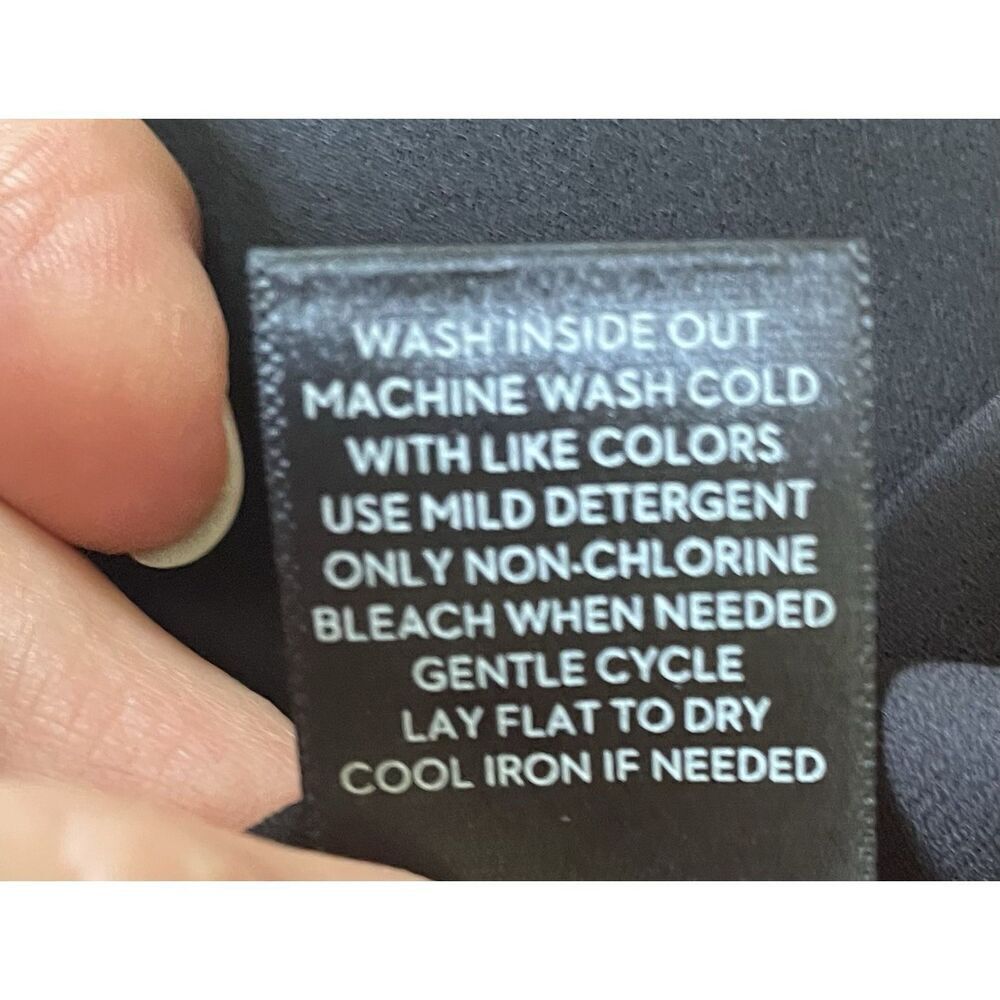 WASH INSIDE OUT
MACHINE WASH COLD
WITH LIKE COLORS
USE MILD DETERGENT
ONLY NON-CHLORINE
BLEACH WHEN NEEDED
GENTLE CYCLE
LAY FLAT TO DRY
COOL IRON IF NEEDED